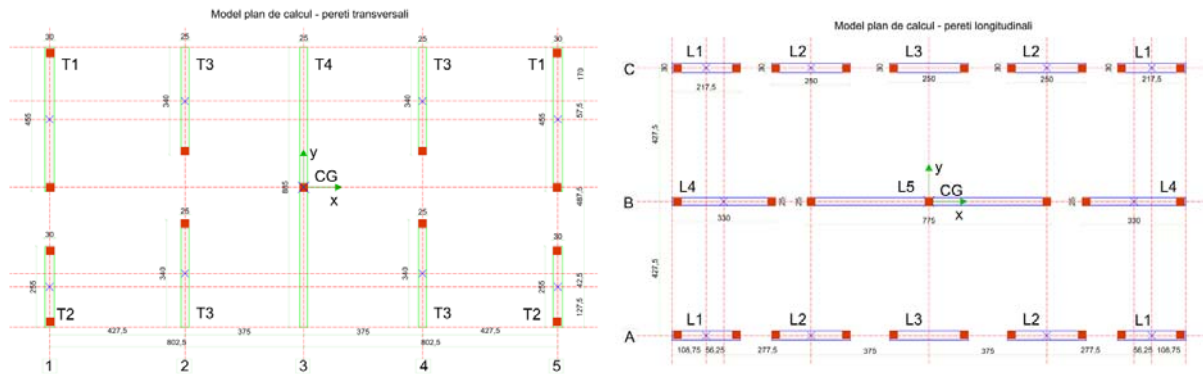 Model plan de calcul - pereti transversali
30 25 25 25 30
T1 T3 T4 T3 T1
179
340 340
455 455 57,5
y
CG
x
885
487,5
25 25
30 30
255 349 349 255 42,5
127,5
T2 T3 T3 T2
427,5 375 375 427,5
802,5 802,5
1 2 3 4 5
Model plan de calcul - pereti longitudinali
L1 L2 L3 L2 L1
C 30 30 30 30 30
217,5 250 250 250 217,5
427,5
y
L4 L5 CG L4
B 25 25 25
330 775 x 330
427,5
L1 L2 L3 L2 L1
A
56,25 277,5 375 375 277,5 56,25